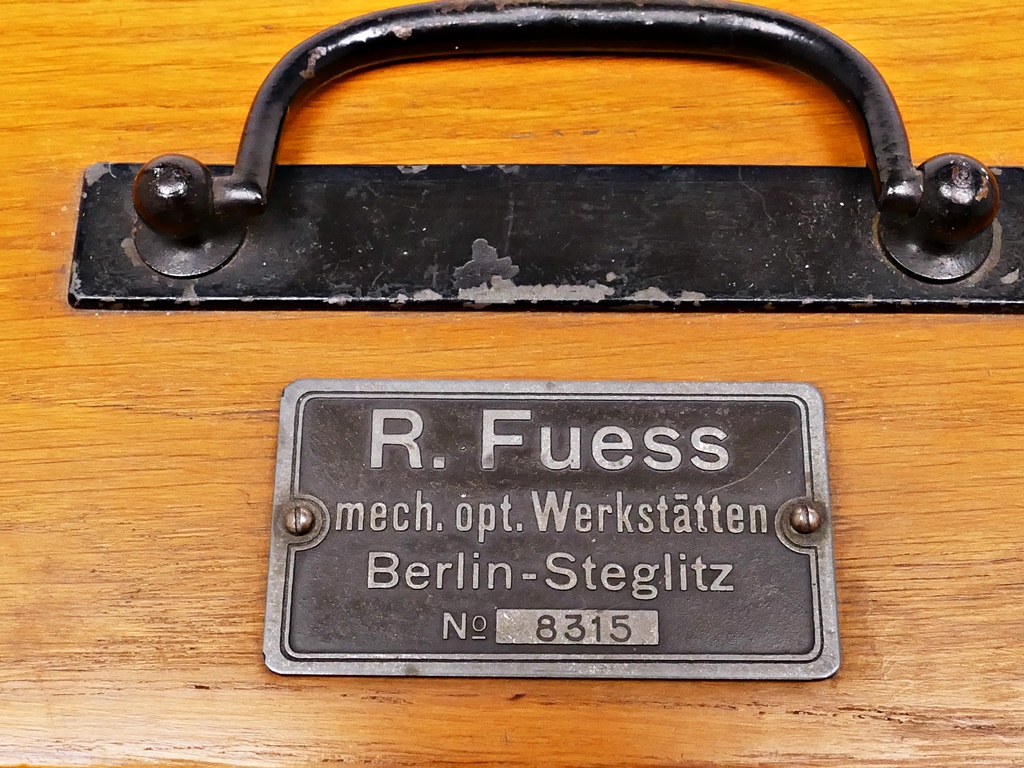 R. Fuess
mech. opt. Werkstätten
Berlin-Steglitz
Nº 8315